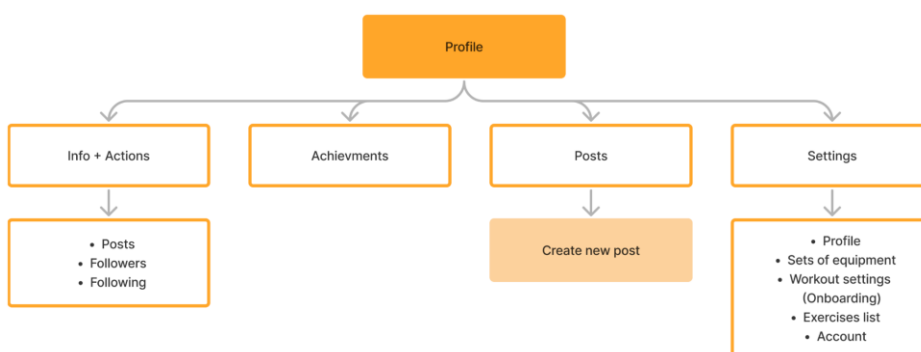 Profile
Info + Actions
Achievments
Posts
Settings
• Posts
• Followers
• Following
Create new post
• Profile
• Sets of equipment
• Workout settings
(Onboarding)
• Exercises list
• Account